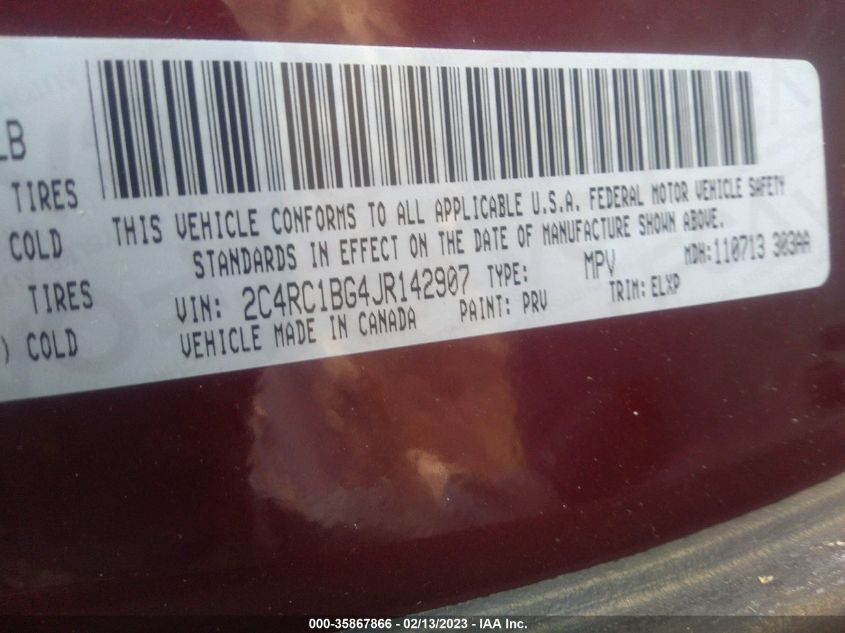 LB
TIRES
COLD
TIRES
) COLD
THIS VEHICLE CONFORMS TO ALL APPLICABLE U.S.A. FEDERAL MOTOR VEHICLE SAFETY
STANDARDS IN EFFECT ON THE DATE OF MANUFACTURE SHOWN ABOVE.
VIN: 2C4RC1BG4JR142907 TYPE: MPV MDH:110713 303AA
VEHICLE MADE IN CANADA PAINT: PRV TRIM: ELXP
000-35867866 - 02/13/2023 - IAA Inc.